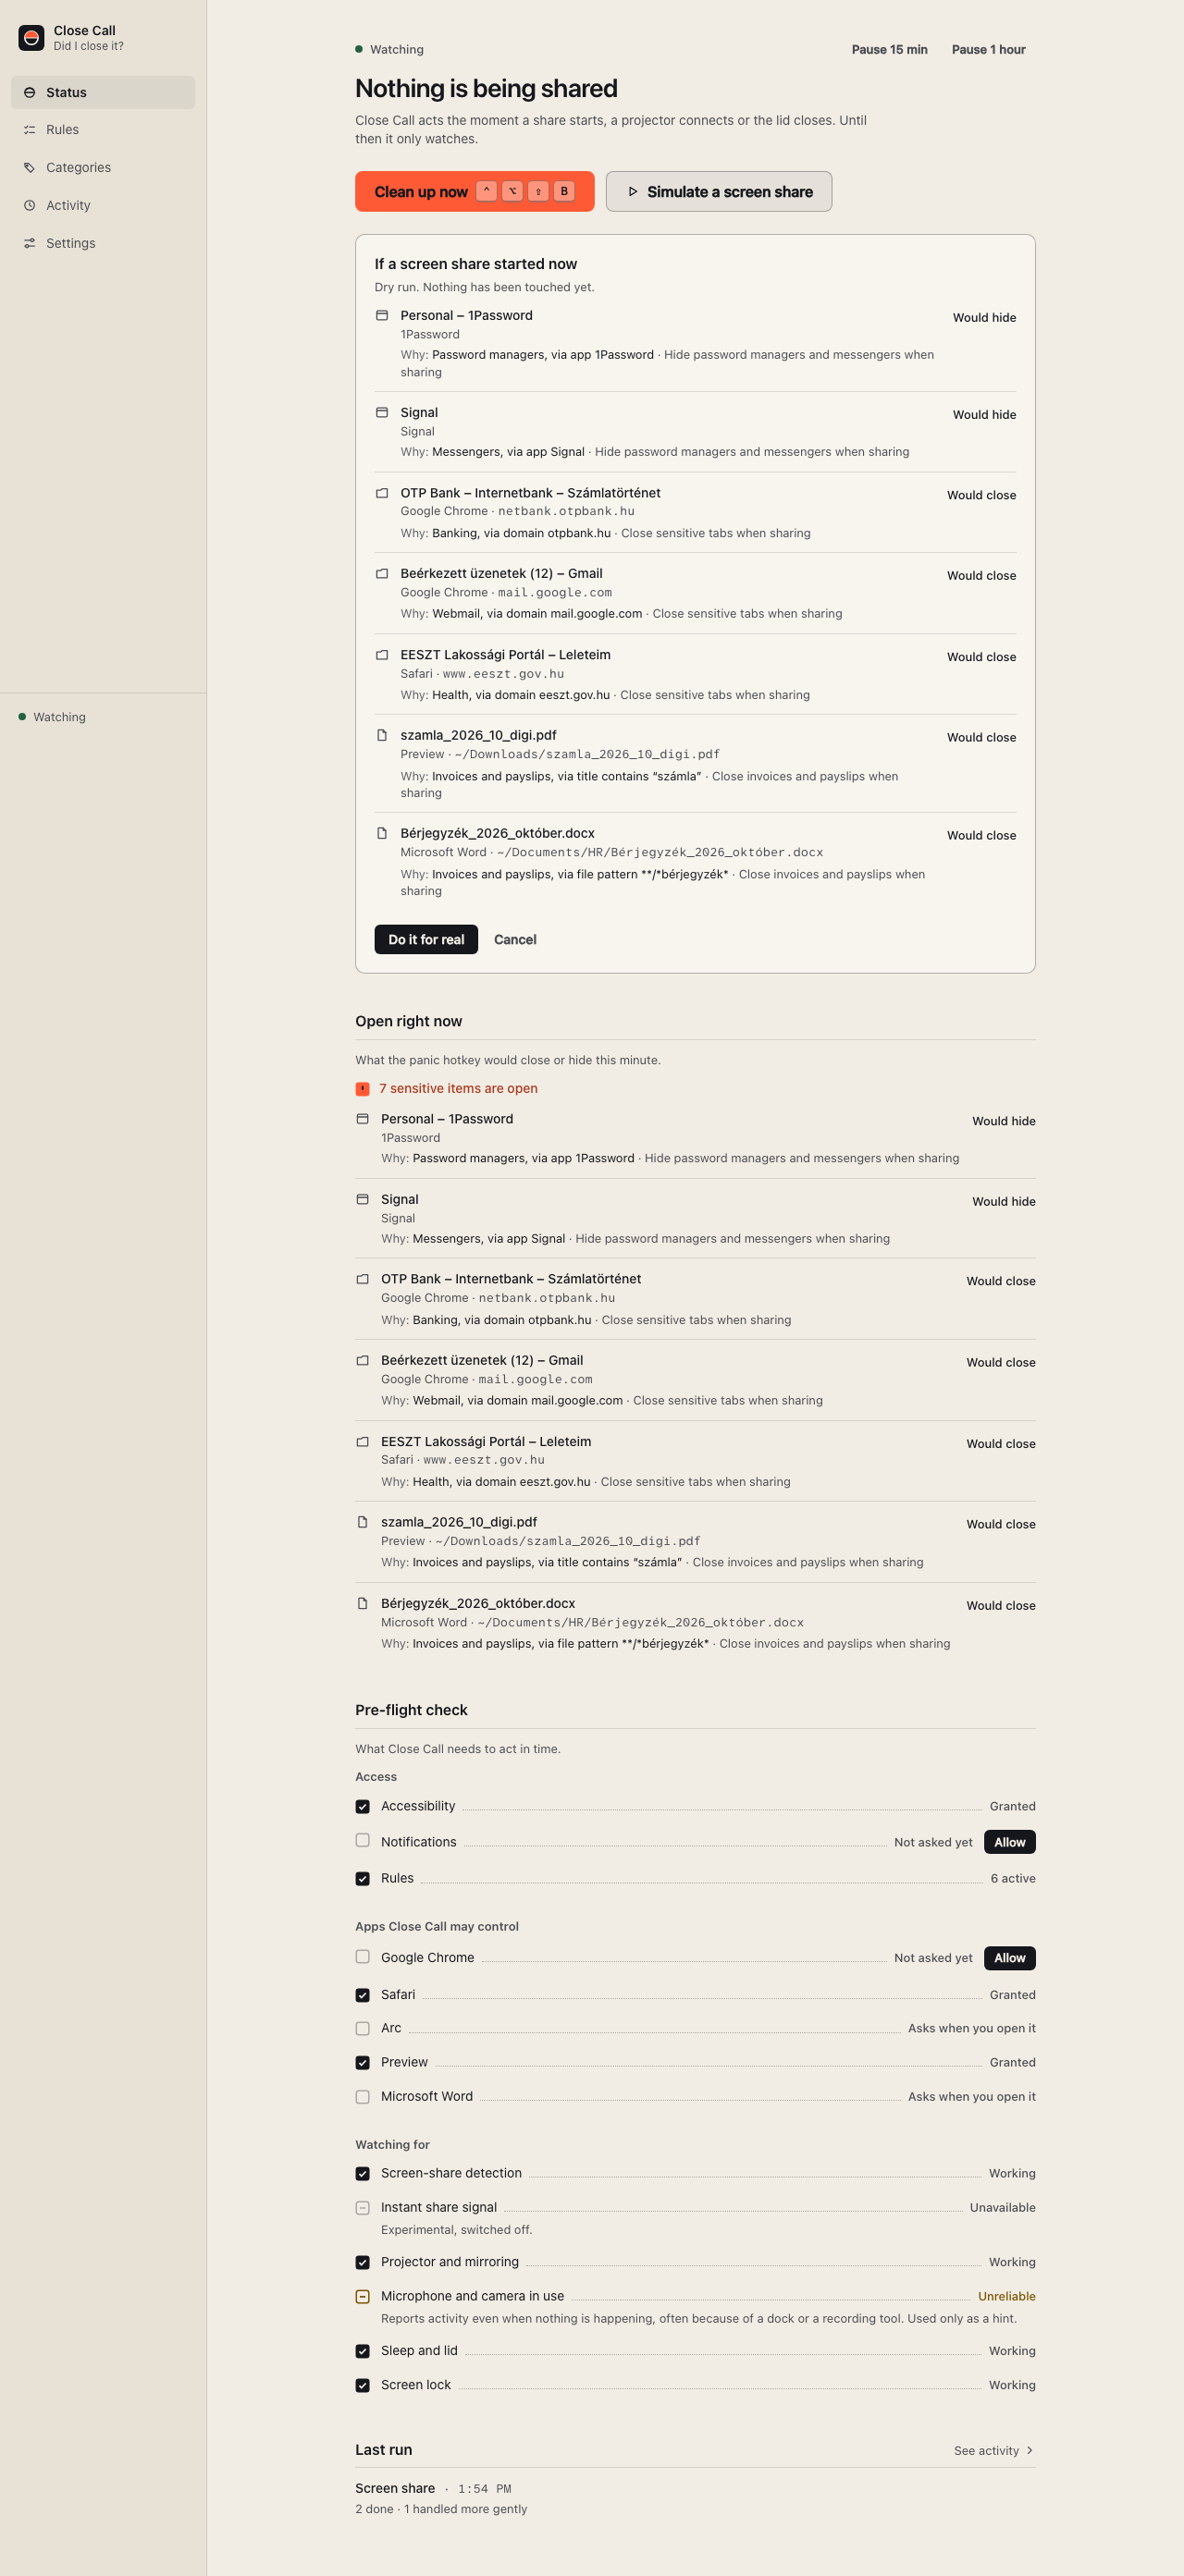 Close Call
Did I close it?
Status
Rules
Categories
Activity
Settings
Watching
Watching
Pause 15 min
Pause 1 hour
Nothing is being shared
Close Call acts the moment a share starts, a projector connects or the lid closes. Until
then it only watches.
Clean up now ⌃ ⌥ ⇧ B
Simulate a screen share
If a screen share started now
Dry run. Nothing has been touched yet.
Personal – 1Password
Would hide
1Password
Why: Password managers, via app 1Password · Hide password managers and messengers when
sharing
Signal
Would hide
Signal
Why: Messengers, via app Signal · Hide password managers and messengers when sharing
OTP Bank – Internetbank – Számlatörténet
Would close
Google Chrome · netbank.otpbank.hu
Why: Banking, via domain otpbank.hu · Close sensitive tabs when sharing
Beérkezett üzenetek (12) – Gmail
Would close
Google Chrome · mail.google.com
Why: Webmail, via domain mail.google.com · Close sensitive tabs when sharing
EESZT Lakossági Portál – Leleteim
Would close
Safari · www.eeszt.gov.hu
Why: Health, via domain eeszt.gov.hu · Close sensitive tabs when sharing
szamla_2026_10_digi.pdf
Would close
Preview · ~/Downloads/szamla_2026_10_digi.pdf
Why: Invoices and payslips, via title contains “számla” · Close invoices and payslips when
sharing
Bérjegyzék_2026_október.docx
Would close
Microsoft Word · ~/Documents/HR/Bérjegyzék_2026_október.docx
Why: Invoices and payslips, via file pattern **/*bérjegyzék* · Close invoices and payslips when
sharing
Do it for real
Cancel
Open right now
What the panic hotkey would close or hide this minute.
7 sensitive items are open
Personal – 1Password
Would hide
1Password
Why: Password managers, via app 1Password · Hide password managers and messengers when sharing
Signal
Would hide
Signal
Why: Messengers, via app Signal · Hide password managers and messengers when sharing
OTP Bank – Internetbank – Számlatörténet
Would close
Google Chrome · netbank.otpbank.hu
Why: Banking, via domain otpbank.hu · Close sensitive tabs when sharing
Beérkezett üzenetek (12) – Gmail
Would close
Google Chrome · mail.google.com
Why: Webmail, via domain mail.google.com · Close sensitive tabs when sharing
EESZT Lakossági Portál – Leleteim
Would close
Safari · www.eeszt.gov.hu
Why: Health, via domain eeszt.gov.hu · Close sensitive tabs when sharing
szamla_2026_10_digi.pdf
Would close
Preview · ~/Downloads/szamla_2026_10_digi.pdf
Why: Invoices and payslips, via title contains “számla” · Close invoices and payslips when sharing
Bérjegyzék_2026_október.docx
Would close
Microsoft Word · ~/Documents/HR/Bérjegyzék_2026_október.docx
Why: Invoices and payslips, via file pattern **/*bérjegyzék* · Close invoices and payslips when sharing
Pre-flight check
What Close Call needs to act in time.
Access
Accessibility Granted
Notifications Not asked yet Allow
Rules 6 active
Apps Close Call may control
Google Chrome Not asked yet Allow
Safari Granted
Arc Asks when you open it
Preview Granted
Microsoft Word Asks when you open it
Watching for
Screen-share detection Working
Instant share signal Unavailable
Experimental, switched off.
Projector and mirroring Working
Microphone and camera in use Unreliable
Reports activity even when nothing is happening, often because of a dock or a recording tool. Used only as a hint.
Sleep and lid Working
Screen lock Working
Last run
See activity
Screen share · 1:54 PM
2 done · 1 handled more gently